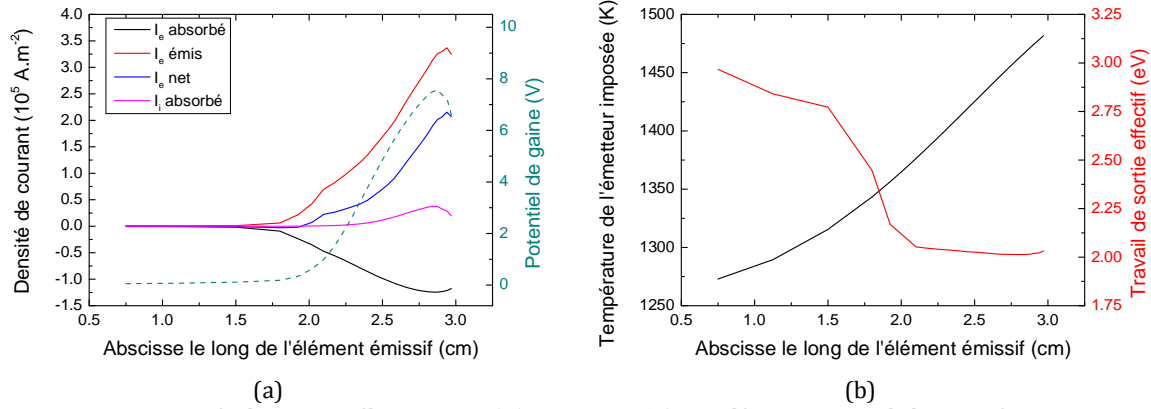 4.0
3.5
3.0
2.5
2.0
1.5
1.0
0.5
0.0
-0.5
-1.0
-1.5
Densité de courant (10⁵ A.m⁻²)
I_e absorbé
I_e émis
I_e net
I_i absorbé
10
8
6
4
2
0
Potentiel de gaine (V)
0.5 1.0 1.5 2.0 2.5 3.0
Abscisse le long de l'élément émissif (cm)
(a)
1500
1450
1400
1350
1300
1250
Température de l'émetteur imposée (K)
3.25
3.00
2.75
2.50
2.25
2.00
1.75
Travail de sortie effectif (eV)
0.5 1.0 1.5 2.0 2.5 3.0
Abscisse le long de l'élément émissif (cm)
(b)